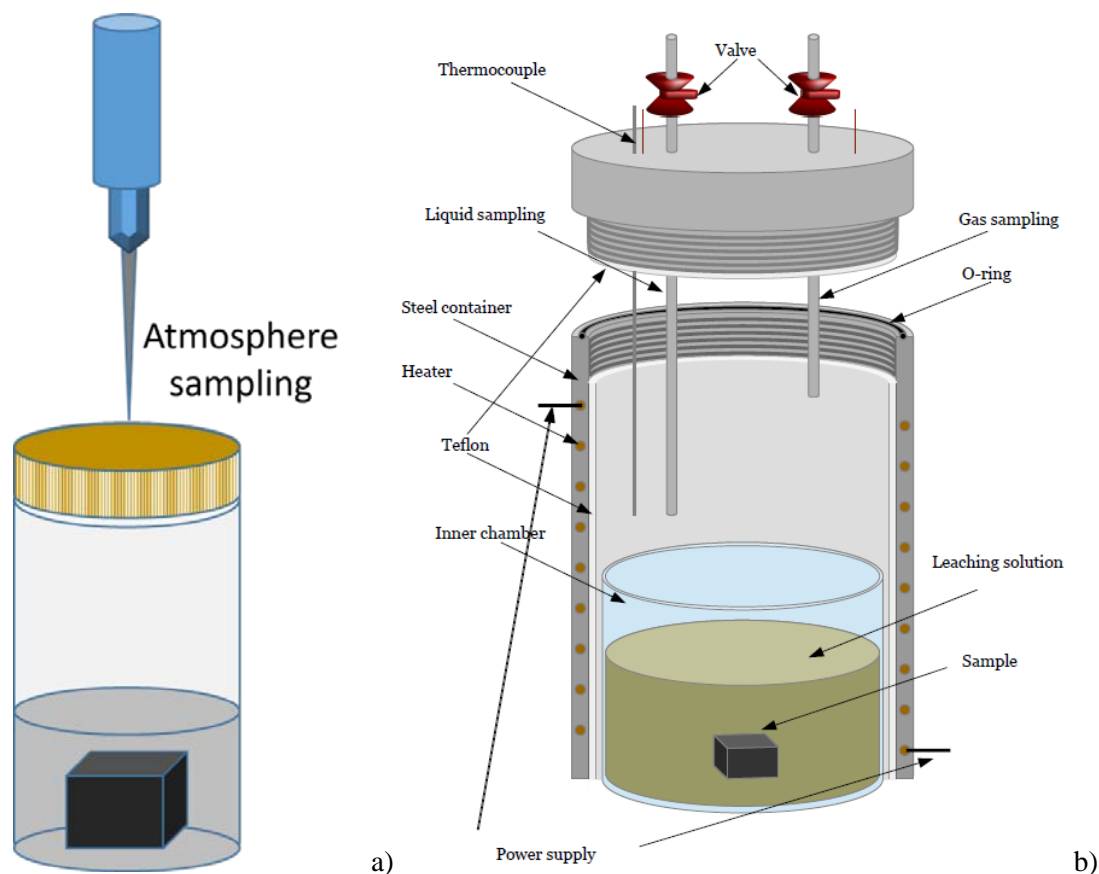 Atmosphere
sampling
a)
Valve
Thermocouple
Liquid sampling
Gas sampling
O-ring
Steel container
Heater
Teflon
Inner chamber
Leaching solution
Sample
Power supply
b)